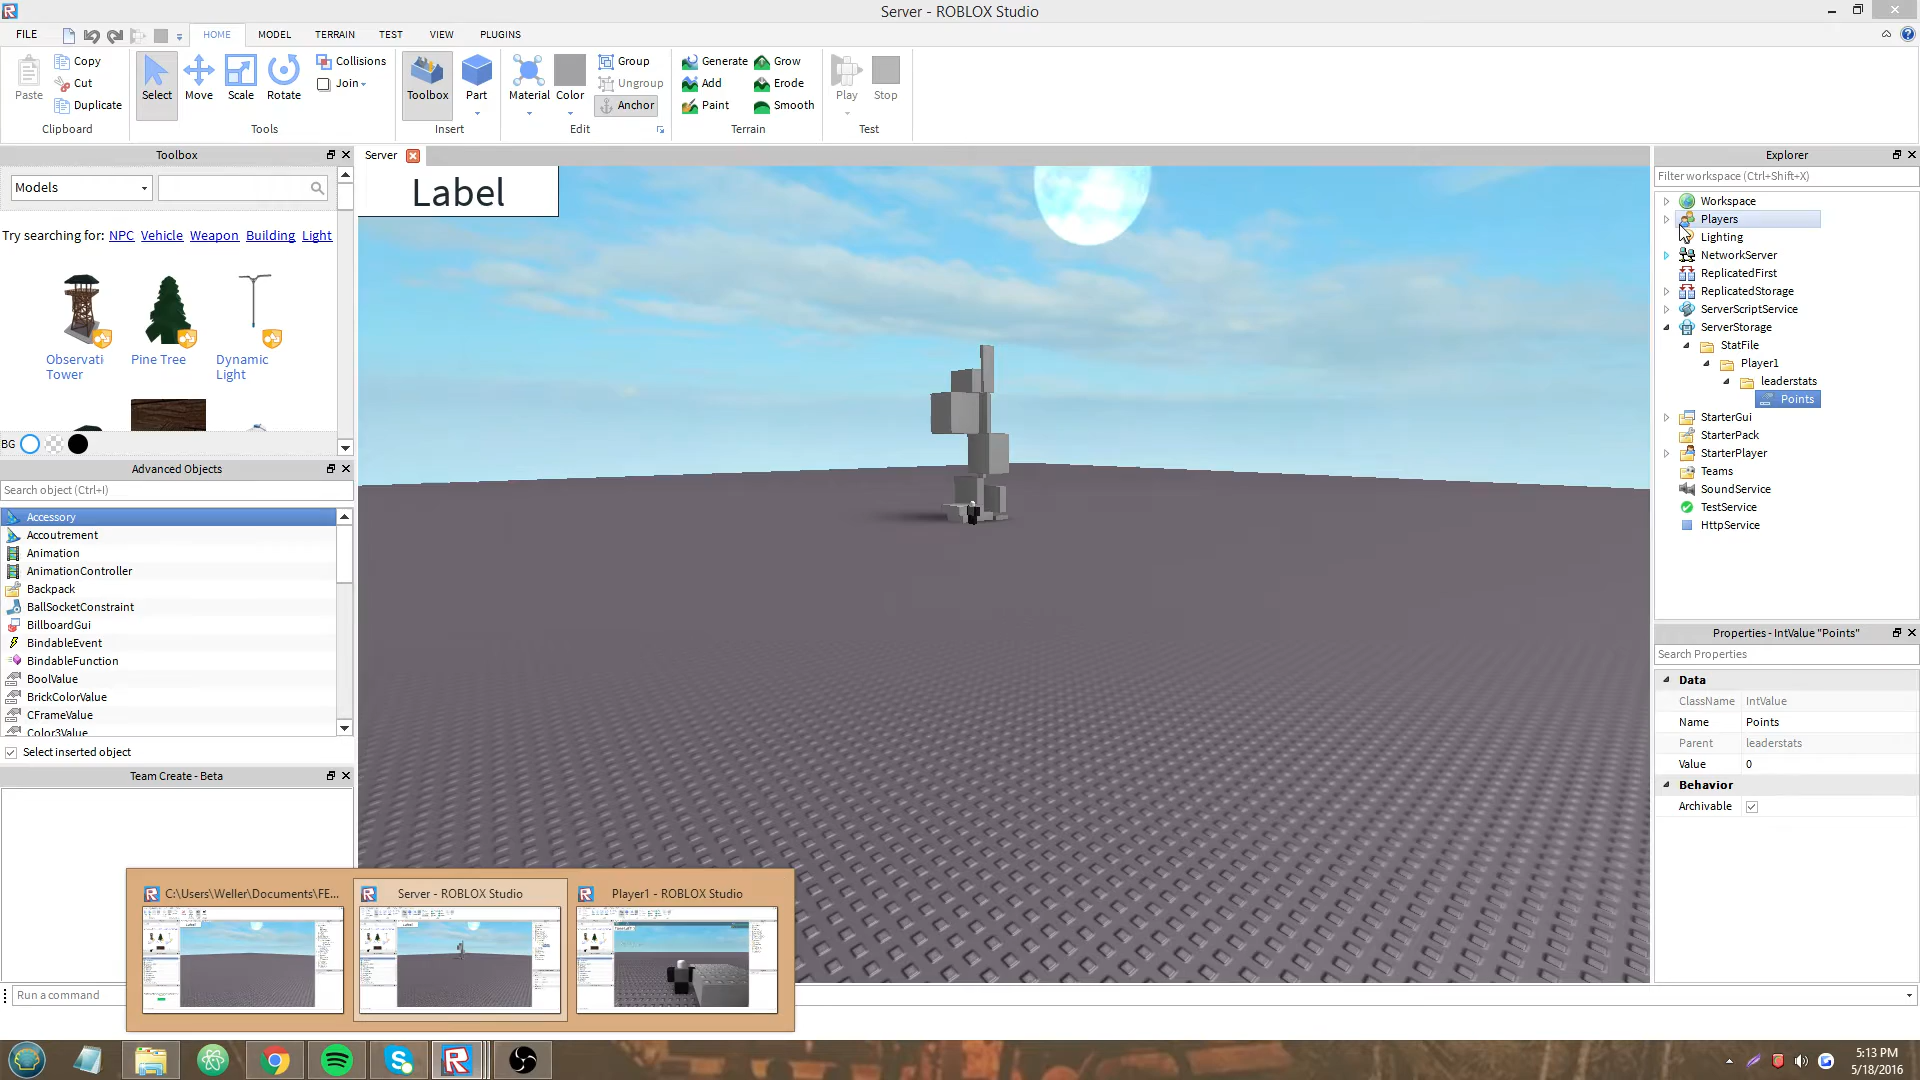 Server - ROBLOX Studio
FILE
HOME
MODEL
TERRAIN
TEST
VIEW
PLUGINS
Paste
Copy
Cut
Duplicate
Clipboard
Select
Move
Scale
Rotate
Collisions
Join
Tools
Toolbox
Part
Insert
Material
Color
Group
Ungroup
Anchor
Edit
Generate
Add
Paint
Grow
Erode
Smooth
Terrain
Play
Stop
Test
Toolbox
Models
Try searching for: NPC Vehicle Weapon Building Light
Observati Tower
Pine Tree
Dynamic Light
BG
Advanced Objects
Search object (Ctrl+I)
Accessory
Accoutrement
Animation
AnimationController
Backpack
BallSocketConstraint
BillboardGui
BindableEvent
BindableFunction
BoolValue
BrickColorValue
CFrameValue
Color3Value
Select inserted object
Team Create - Beta
Run a command
Server
Label
C:\Users\Weller\Documents\FE...
Server - ROBLOX Studio
Player1 - ROBLOX Studio
Explorer
Filter workspace (Ctrl+Shift+X)
Workspace
Players
Lighting
NetworkServer
ReplicatedFirst
ReplicatedStorage
ServerScriptService
ServerStorage
StatFile
Player1
leaderstats
Points
StarterGui
StarterPack
StarterPlayer
Teams
SoundService
TestService
HttpService
Properties - IntValue "Points"
Search Properties
Data
ClassName IntValue
Name Points
Parent leaderstats
Value 0
Behavior
Archivable
5:13 PM
5/18/2016